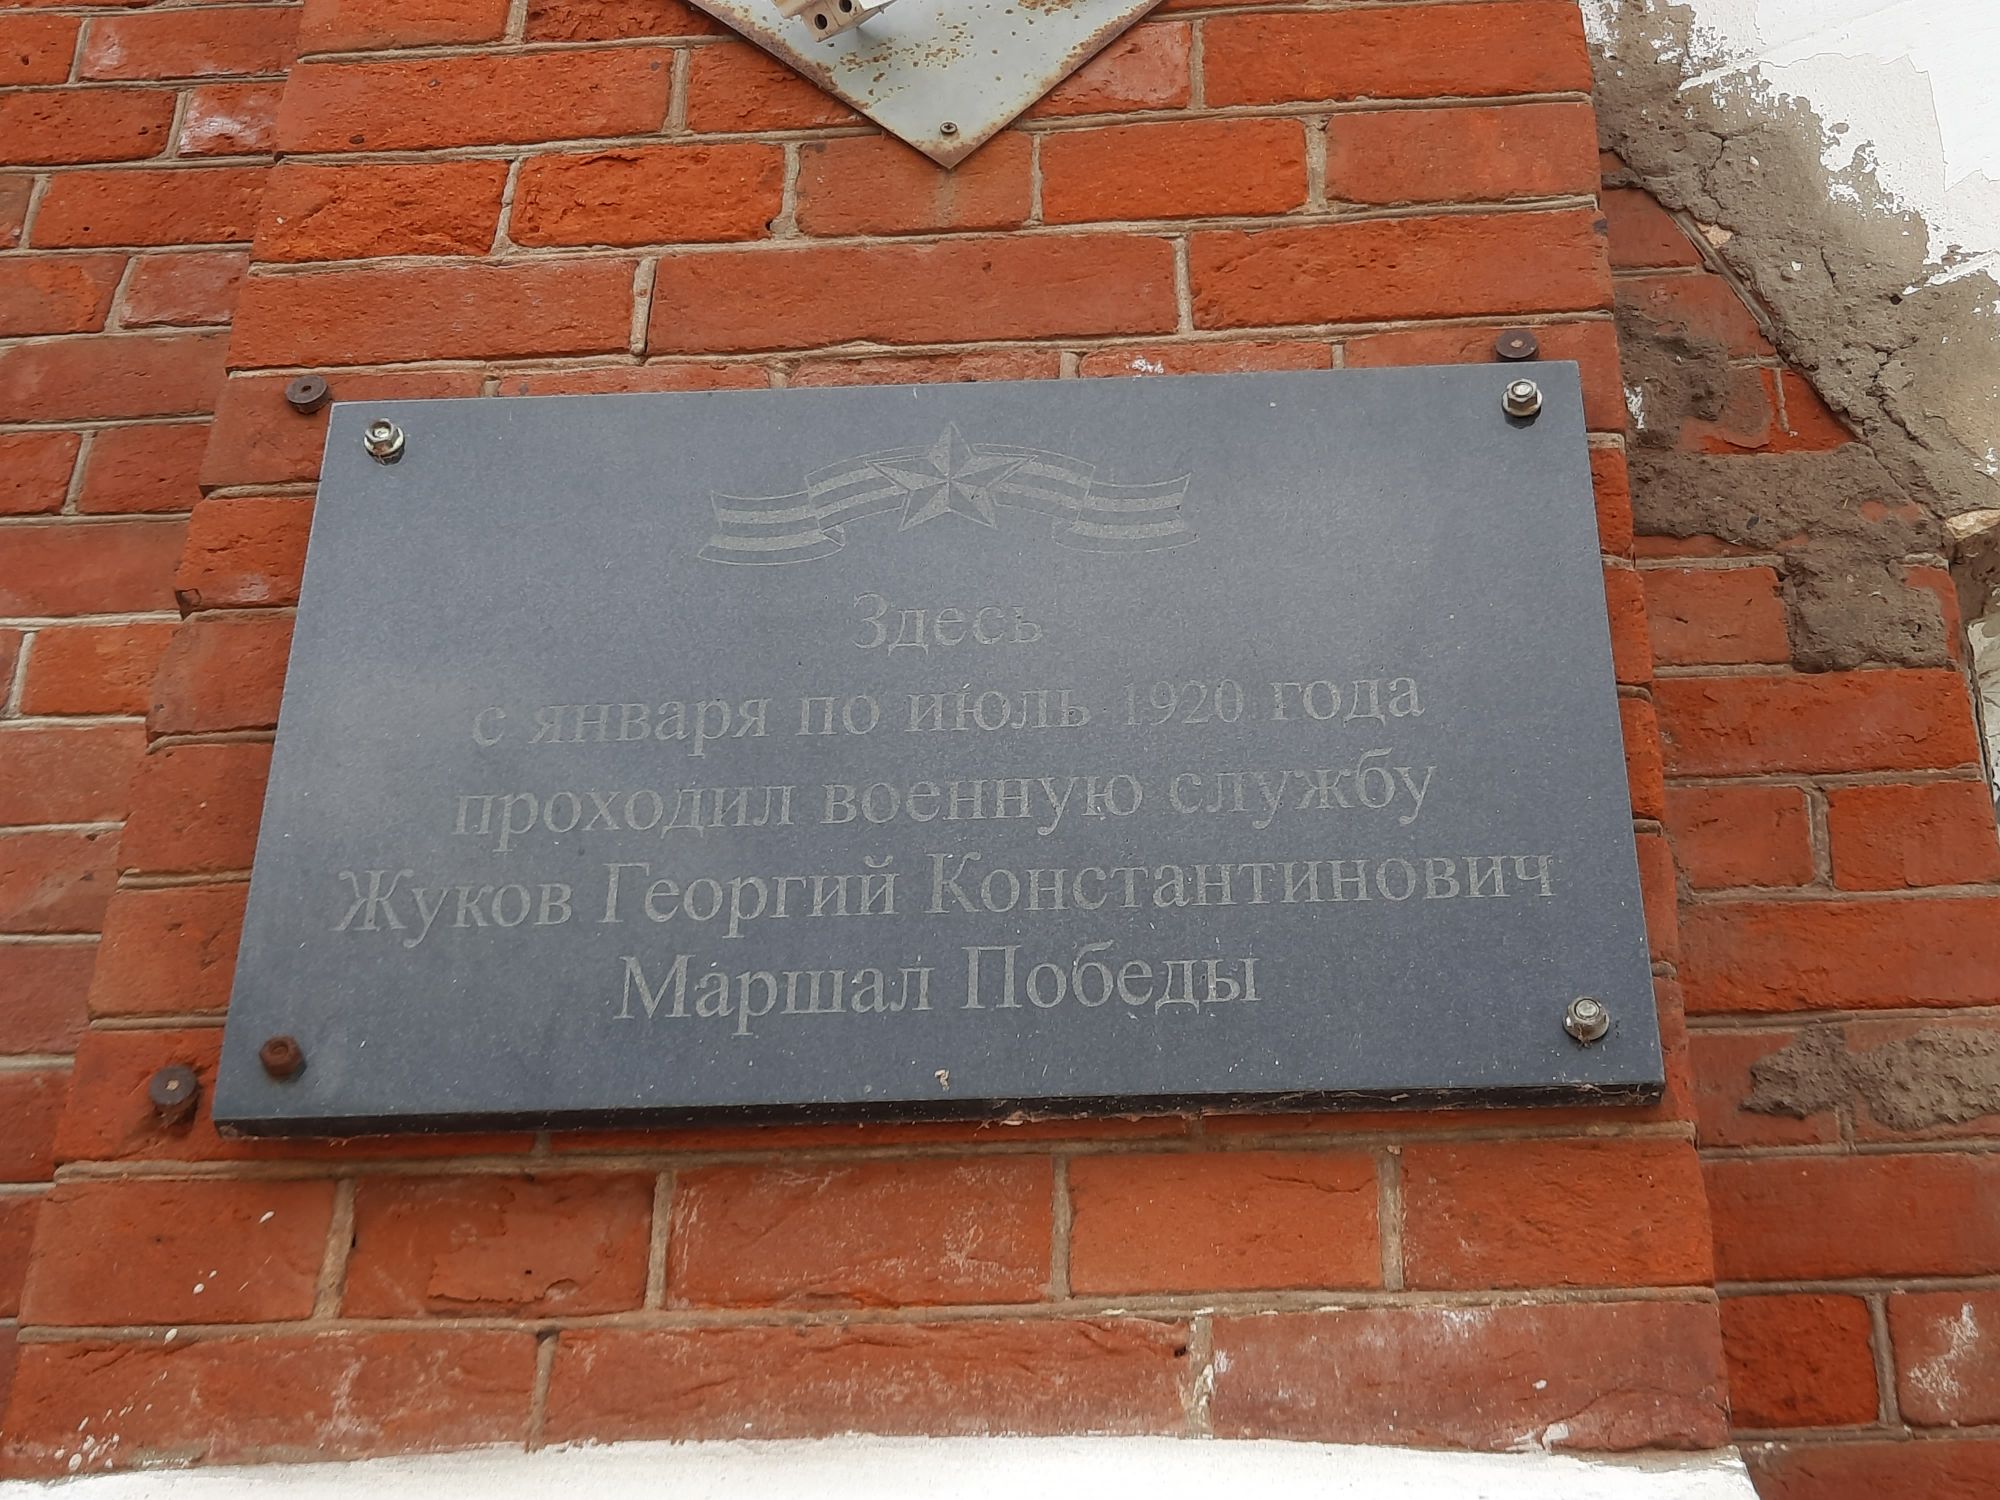 Здесь
с января по июль 1920 года
проходил военную службу
Жуков Георгий Константинович
Маршал Победы